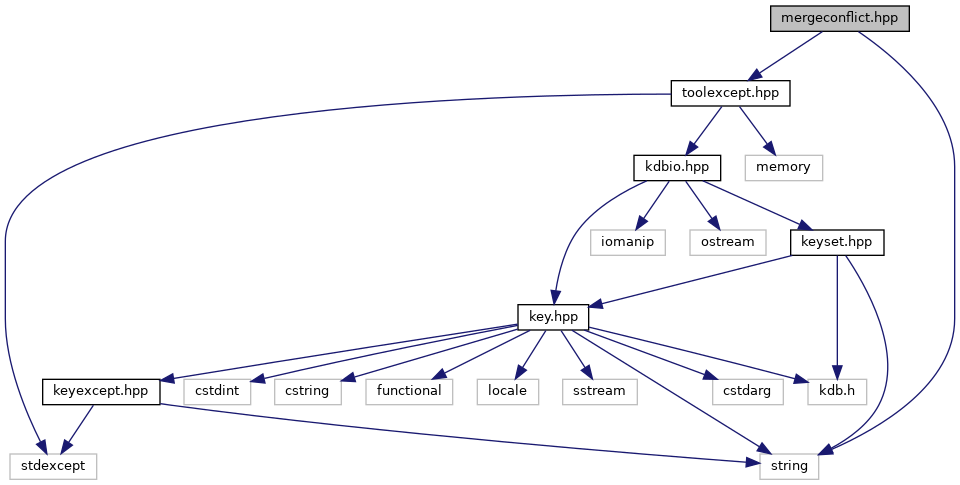 mergeconflict.hpp
toolexcept.hpp
kdbio.hpp
memory
iomanip
ostream
keyset.hpp
key.hpp
keyexcept.hpp
cstdint
cstring
functional
locale
sstream
cstdarg
kdb.h
stdexcept
string